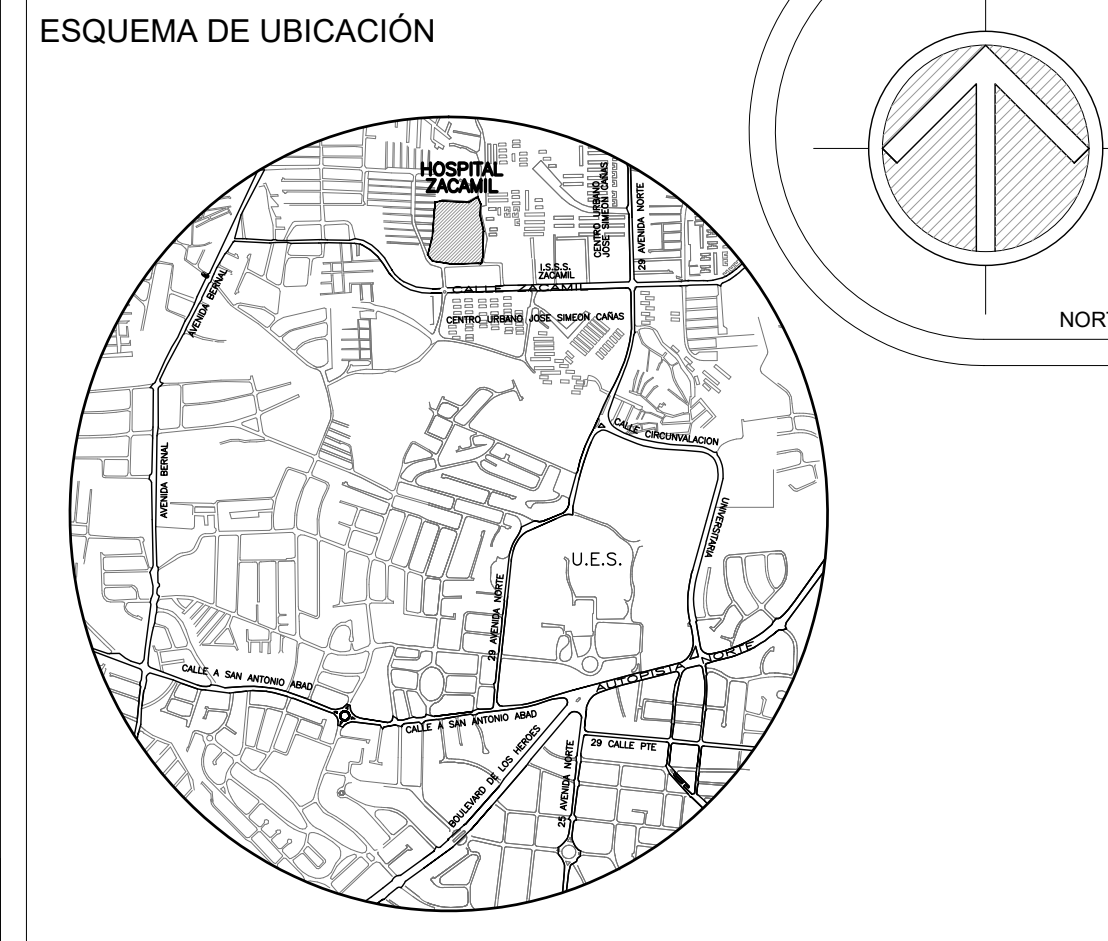 ESQUEMA DE UBICACIÓN
HOSPITAL
ZACAMIL
CENTRO URBANO
JOSE SIMEON CAÑAS
29 AVENIDA NORTE
I.S.S.S.
ZACAMIL
CALLE ZACAMIL
CENTRO URBANO JOSE SIMEON CAÑAS
AVENIDA BERNAL
NORT
CALLE CIRCUNVALACION
AVENIDA BERNAL
UNIVERSITARIA
U.E.S.
29 AVENIDA NORTE
AUTOPISTA NORTE
CALLE A SAN ANTONIO ABAD
CALLE A SAN ANTONIO ABAD
BOULEVARD DE LOS HEROES
25 AVENIDA NORTE
29 CALLE PTE